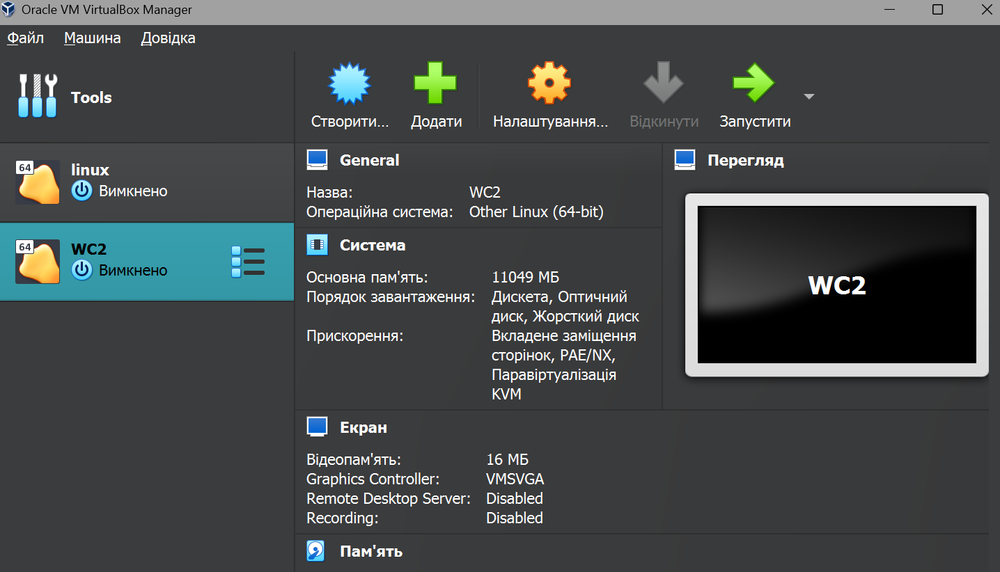 Oracle VM VirtualBox Manager
Файл Машина Довідка
Tools
Створити... Додати Налаштування... Відкинути Запустити
64 linux
Вимкнено
64 WC2
Вимкнено
General
Назва: WC2
Операційна система: Other Linux (64-bit)
Система
Основна пам'ять: 11049 МБ
Порядок завантаження: Дискета, Оптичний
диск, Жорсткий диск
Прискорення: Вкладене заміщення
сторінок, PAE/NX,
Паравіртуалізація
KVM
Перегляд
WC2
Екран
Відеопам'ять: 16 МБ
Graphics Controller: VMSVGA
Remote Desktop Server: Disabled
Recording: Disabled
Пам'ять